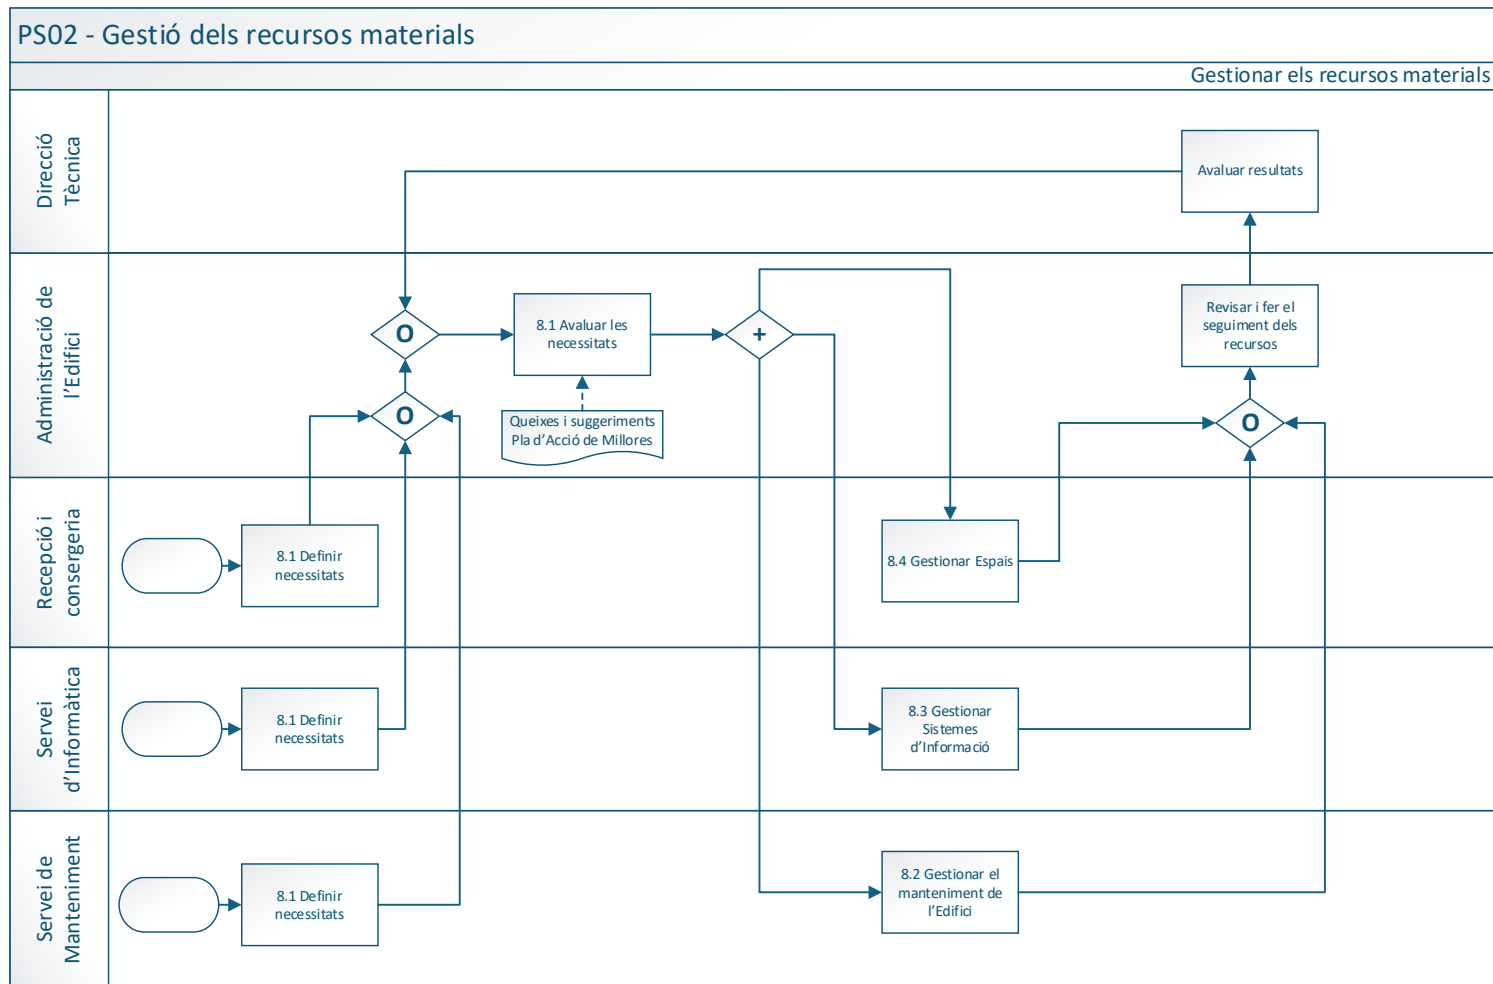 PS02 - Gestió dels recursos materials
Gestionar els recursos materials
Direcció
Tècnica
Avaluar resultats
Administració de
l'Edifici
O
8.1 Avaluar les
necessitats
+
Revisar i fer el
seguiment dels
recursos
O
Queixes i suggeriments
Pla d'Acció de Millores
O
Recepció i
consergeria
8.1 Definir
necessitats
8.4 Gestionar Espais
Servei
d'Informàtica
8.1 Definir
necessitats
8.3 Gestionar
Sistemes
d'Informació
Servei de
Manteniment
8.1 Definir
necessitats
8.2 Gestionar el
manteniment de
l'Edifici